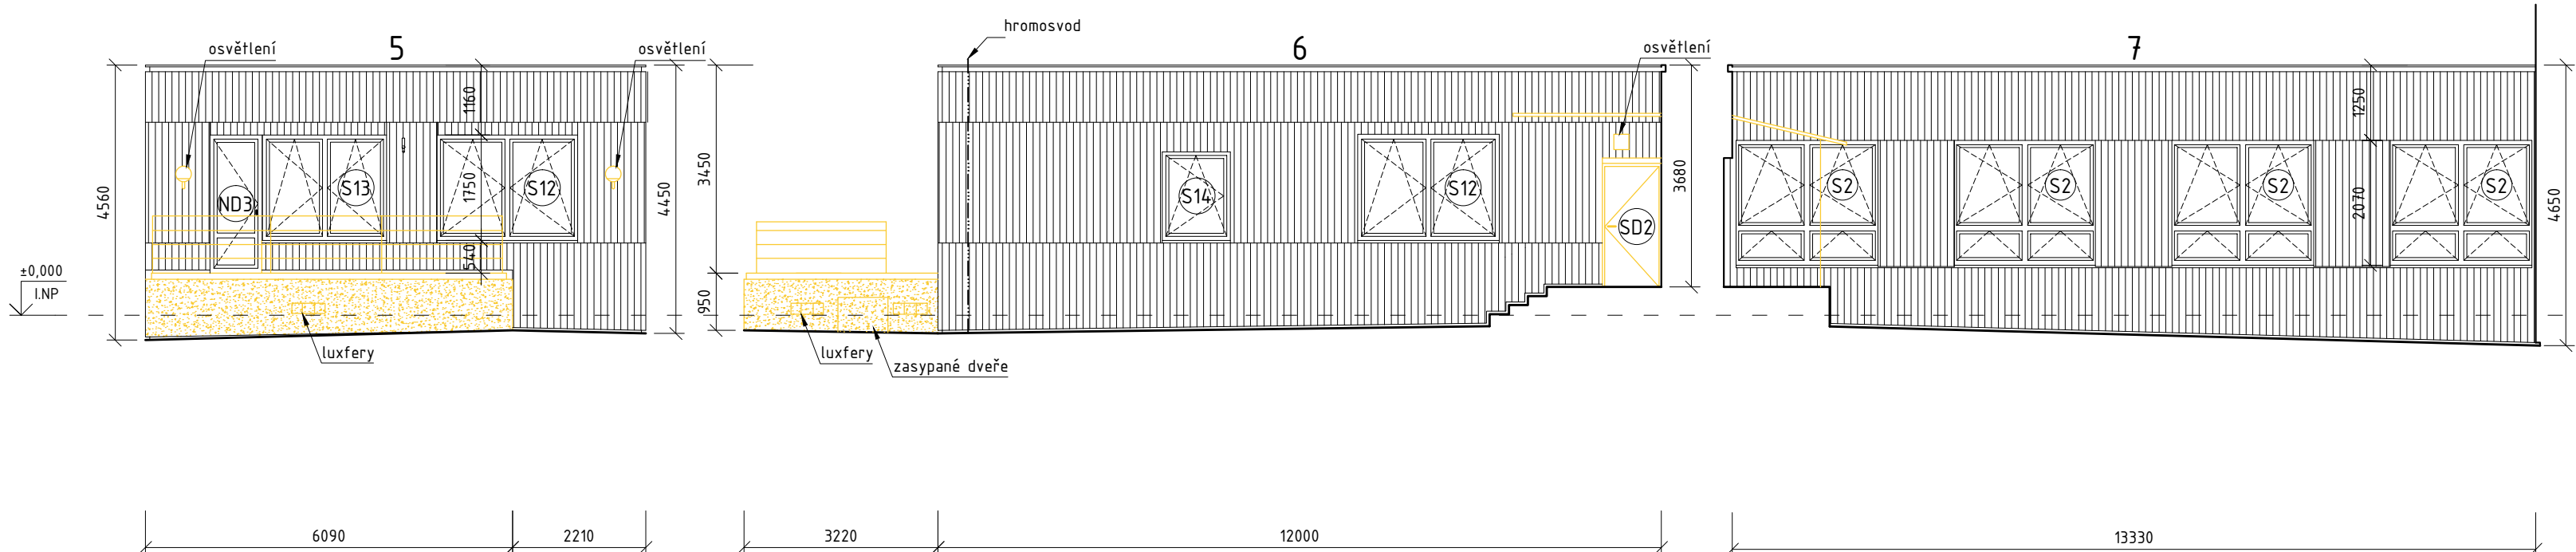 hromosvod
5
6
7
osvětlení
osvětlení
osvětlení
1160
1250
3450
4560
1750
4450
3680
2070
4650
ND3
S13
S12
S14
S12
SD2
S2
S2
S2
S2
540
±0,000
I.NP
950
luxfery
luxfery
zasypané dveře
6090
2210
3220
12000
13330